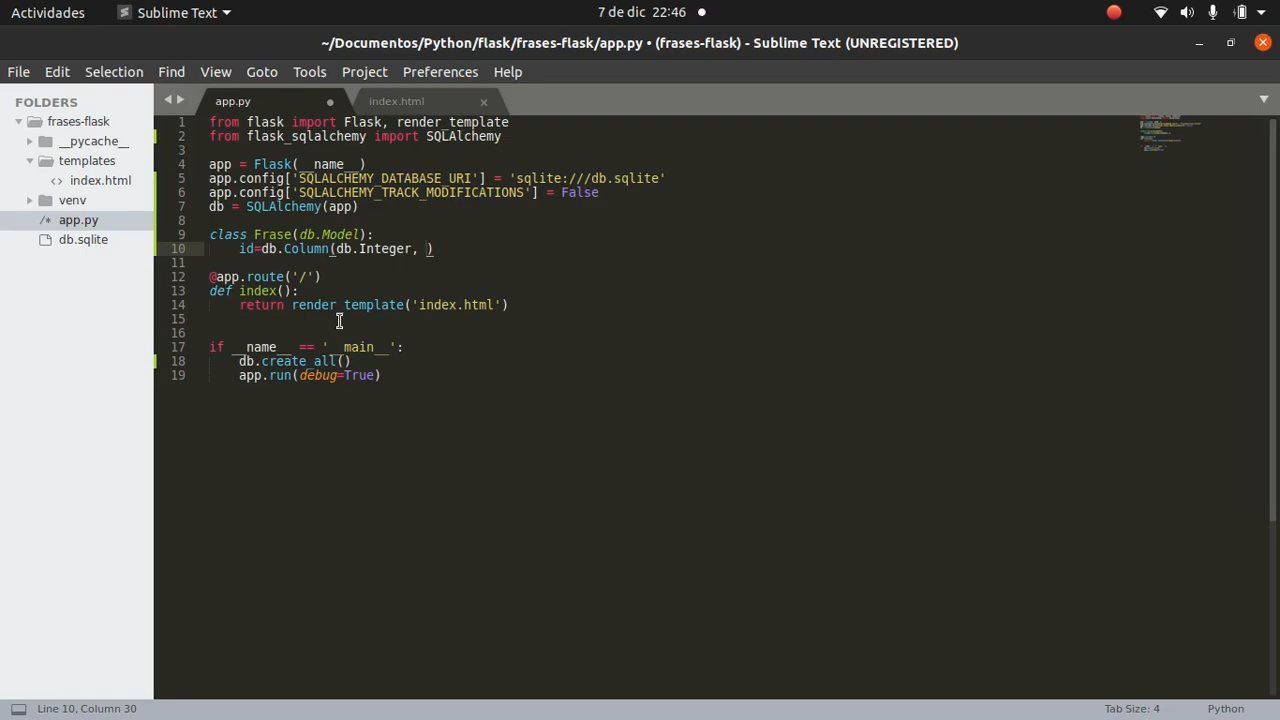 Actividades
Sublime Text
7 de dic 22:46
~/Documentos/Python/flask/frases-flask/app.py • (frases-flask) - Sublime Text (UNREGISTERED)
File Edit Selection Find View Goto Tools Project Preferences Help
FOLDERS
frases-flask
__pycache__
templates
<> index.html
venv
/* app.py
db.sqlite
app.py
index.html
1 from flask import Flask, render_template
2 from flask_sqlalchemy import SQLAlchemy
3
4 app = Flask(__name__)
5 app.config['SQLALCHEMY_DATABASE_URI'] = 'sqlite:///db.sqlite'
6 app.config['SQLALCHEMY_TRACK_MODIFICATIONS'] = False
7 db = SQLAlchemy(app)
8
9 class Frase(db.Model):
10 id=db.Column(db.Integer, )
11
12 @app.route('/')
13 def index():
14 return render_template('index.html')
15
16
17 if __name__ == '__main__':
18 db.create_all()
19 app.run(debug=True)
Line 10, Column 30
Tab Size: 4
Python